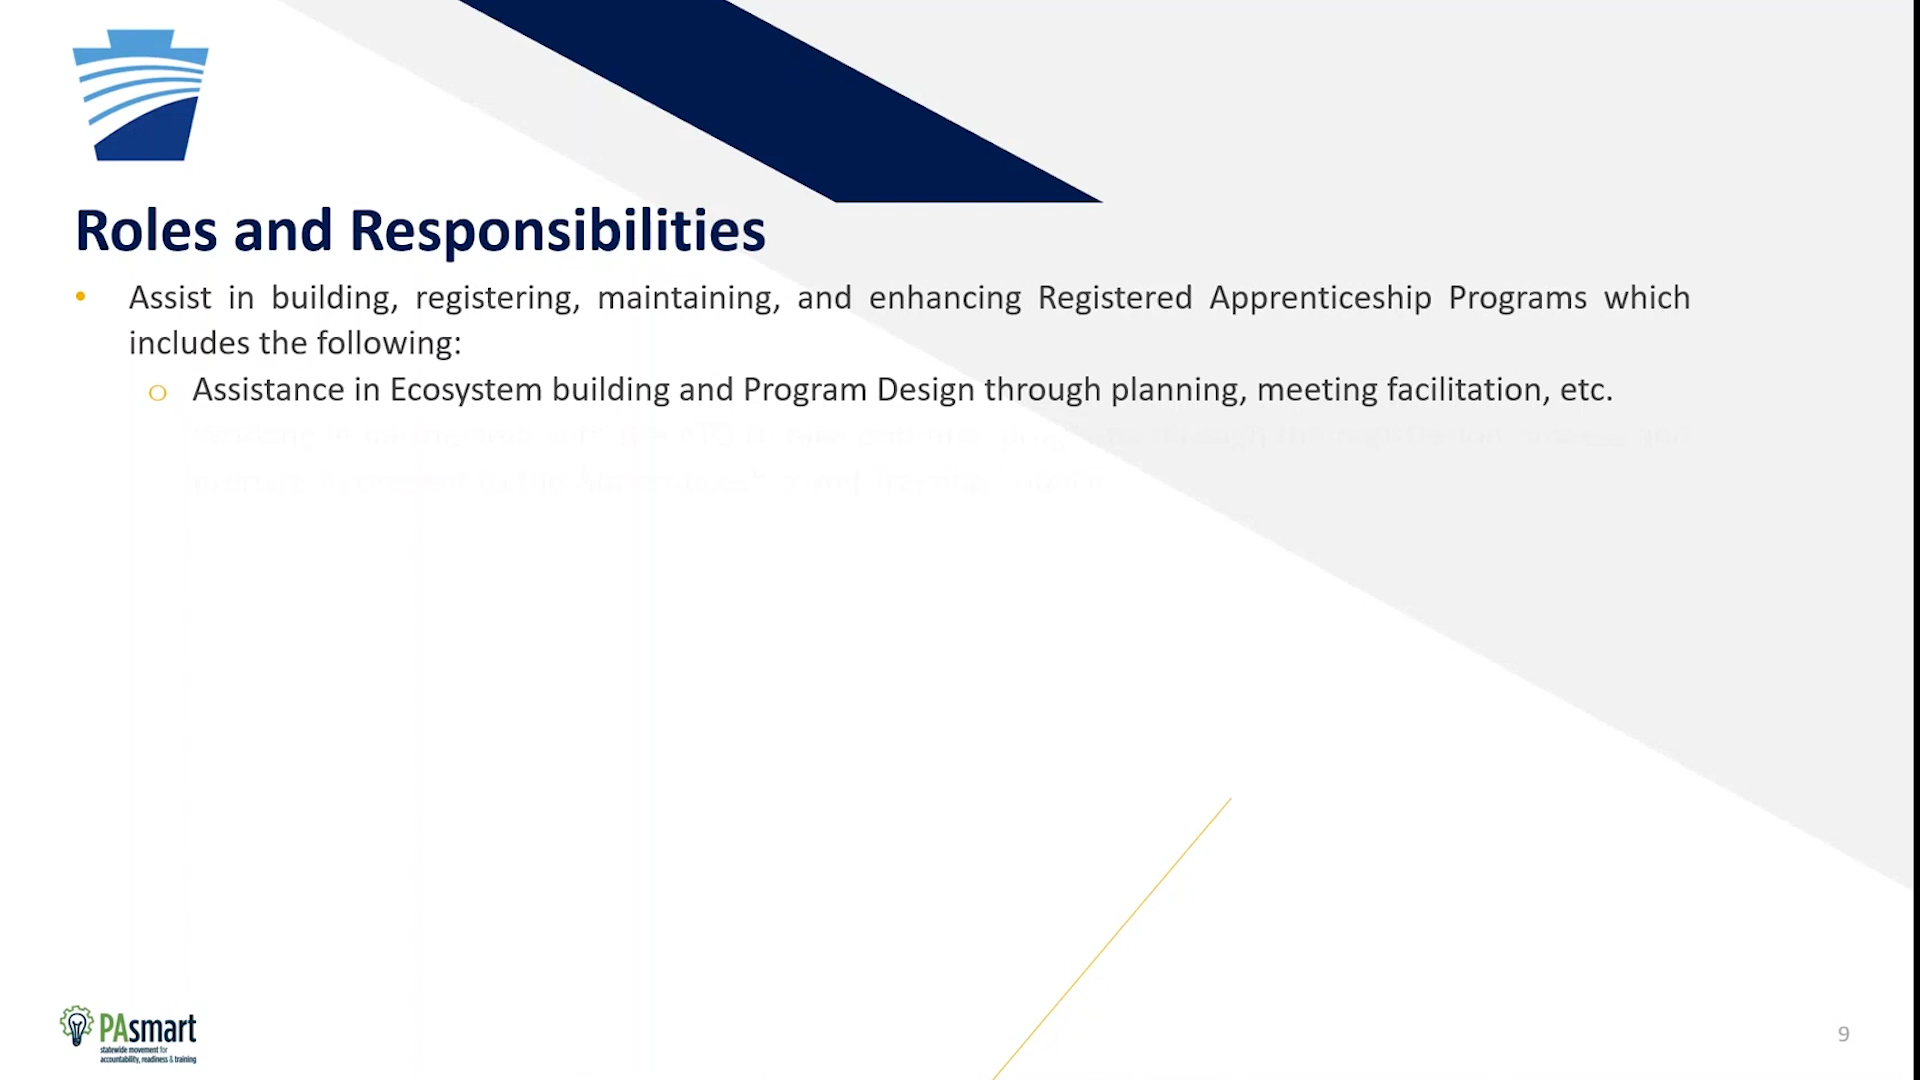 Roles and Responsibilities
• Assist in building, registering, maintaining, and enhancing Registered Apprenticeship Programs which
includes the following:
o Assistance in Ecosystem building and Program Design through planning, meeting facilitation, etc.
PAsmart
statewide movement for
accountability, readiness & training
9